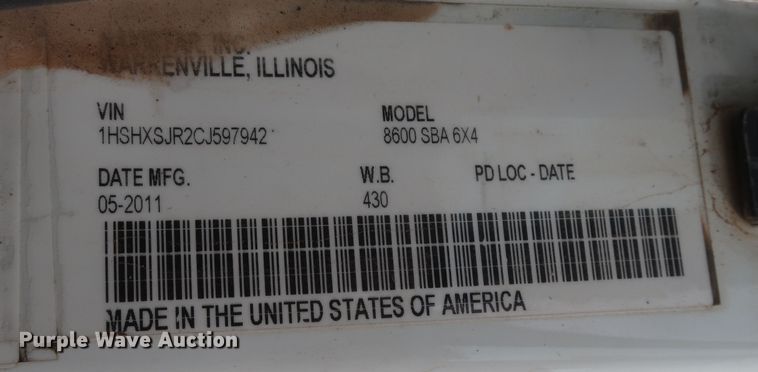 INC.
WARRENVILLE, ILLINOIS
VIN MODEL
1HSHXSJR2CJ597942 8600 SBA 6X4
DATE MFG. W.B. PD LOC - DATE
05-2011 430
MADE IN THE UNITED STATES OF AMERICA
Purple Wave Auction